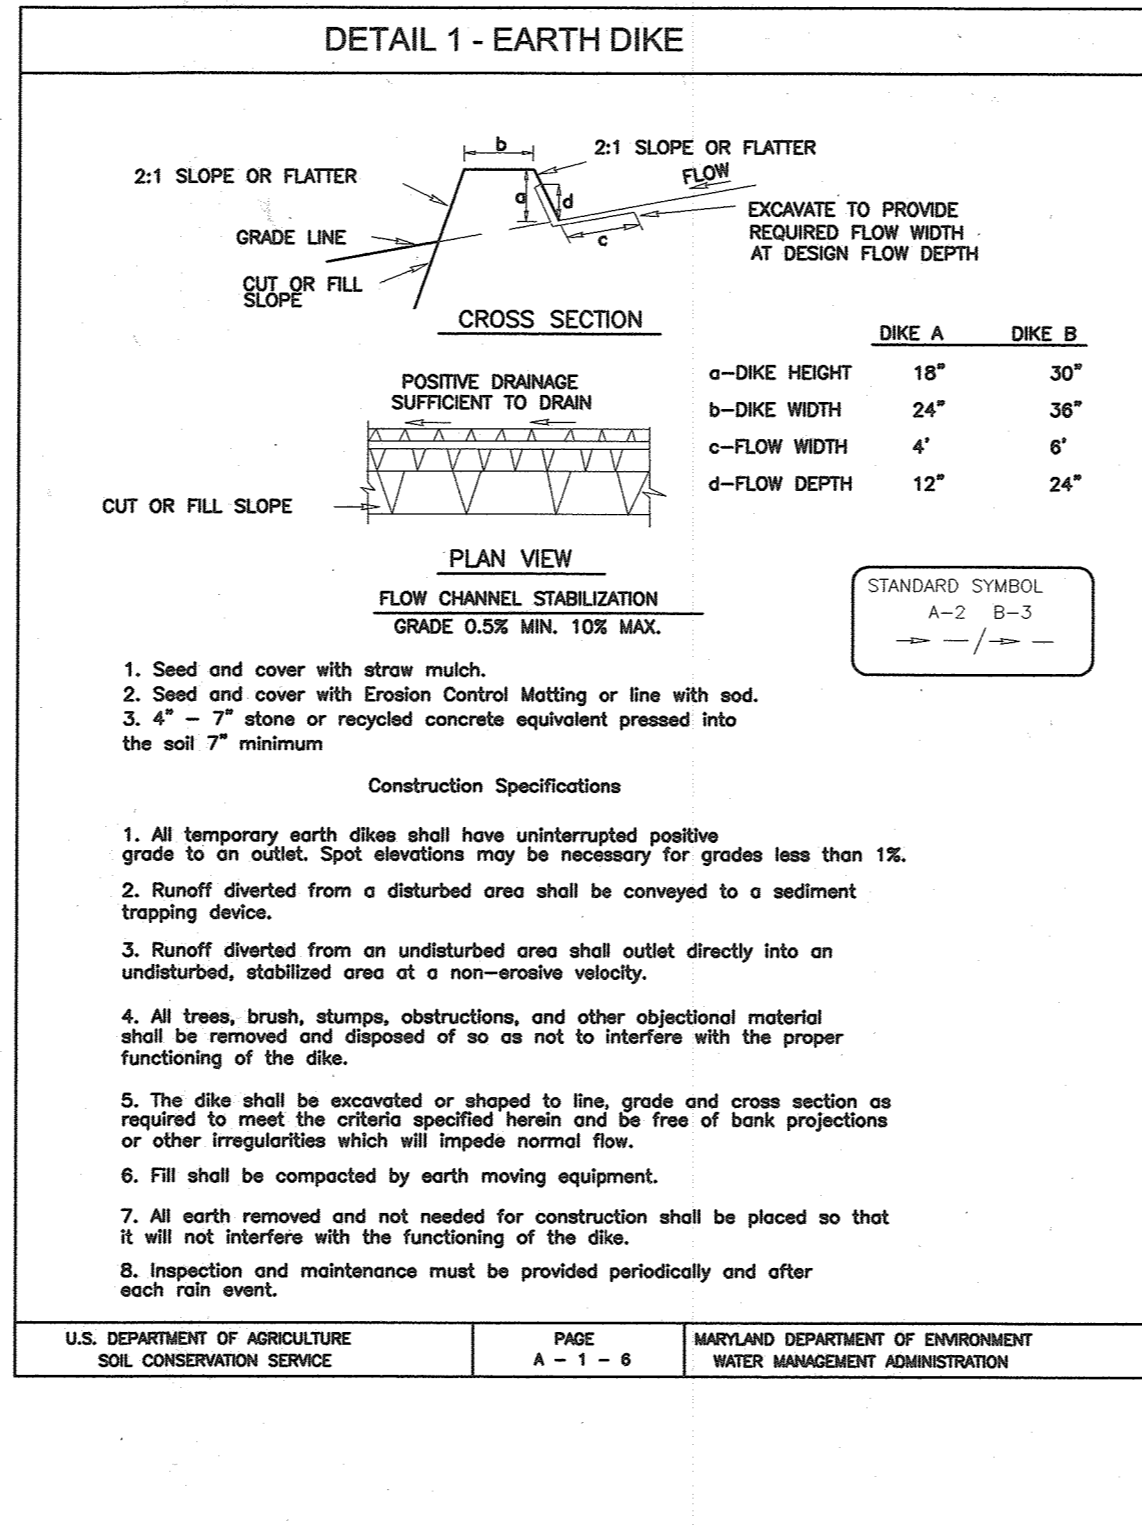 DETAIL 1 - EARTH DIKE
b
2:1 SLOPE OR FLATTER
2:1 SLOPE OR FLATTER
FLOW
a
d
EXCAVATE TO PROVIDE
REQUIRED FLOW WIDTH
AT DESIGN FLOW DEPTH
GRADE LINE
c
CUT OR FILL
SLOPE
CROSS SECTION
DIKE A DIKE B
a-DIKE HEIGHT 18" 30"
b-DIKE WIDTH 24" 36"
c-FLOW WIDTH 4' 6'
d-FLOW DEPTH 12" 24"
POSITIVE DRAINAGE
SUFFICIENT TO DRAIN
CUT OR FILL SLOPE
PLAN VIEW
STANDARD SYMBOL
A-2 B-3
FLOW CHANNEL STABILIZATION
GRADE 0.5% MIN. 10% MAX.
1. Seed and cover with straw mulch.
2. Seed and cover with Erosion Control Matting or line with sod.
3. 4" - 7" stone or recycled concrete equivalent pressed into
the soil 7" minimum
Construction Specifications
1. All temporary earth dikes shall have uninterrupted positive
grade to an outlet. Spot elevations may be necessary for grades less than 1%.
2. Runoff diverted from a disturbed area shall be conveyed to a sediment
trapping device.
3. Runoff diverted from an undisturbed area shall outlet directly into an
undisturbed, stabilized area at a non-erosive velocity.
4. All trees, brush, stumps, obstructions, and other objectional material
shall be removed and disposed of so as not to interfere with the proper
functioning of the dike.
5. The dike shall be excavated or shaped to line, grade and cross section as
required to meet the criteria specified herein and be free of bank projections
or other irregularities which will impede normal flow.
6. Fill shall be compacted by earth moving equipment.
7. All earth removed and not needed for construction shall be placed so that
it will not interfere with the functioning of the dike.
8. Inspection and maintenance must be provided periodically and after
each rain event.
U.S. DEPARTMENT OF AGRICULTURE
SOIL CONSERVATION SERVICE
PAGE
A - 1 - 6
MARYLAND DEPARTMENT OF ENVIRONMENT
WATER MANAGEMENT ADMINISTRATION